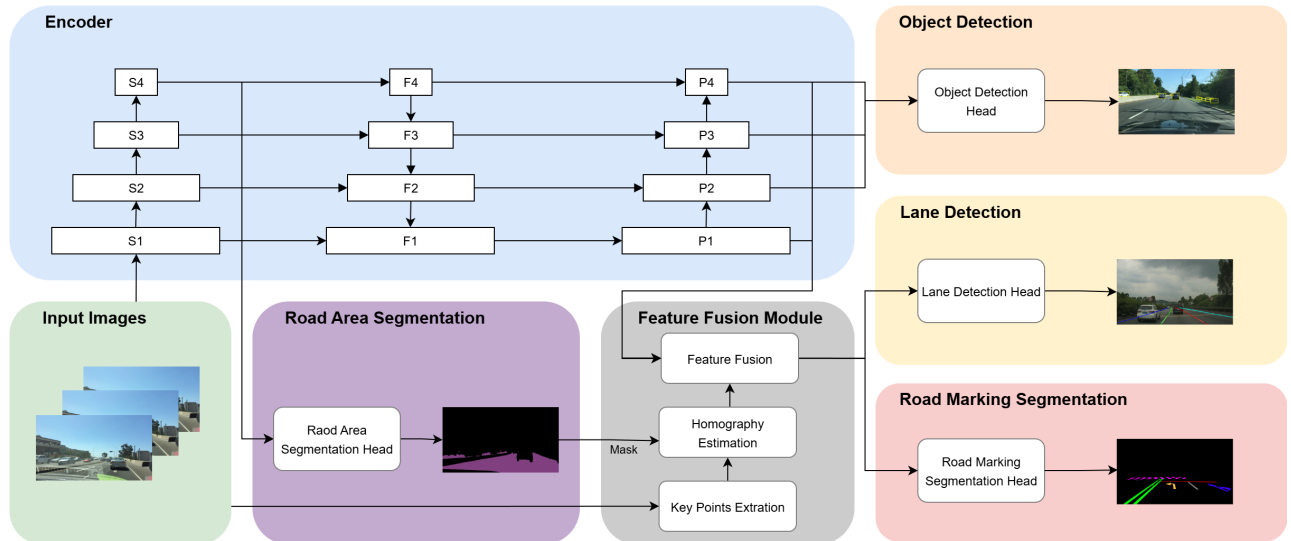 Encoder
S4
F4
P4
S3
F3
P3
S2
F2
P2
S1
F1
P1
Object Detection
Object Detection
Head
Lane Detection
Lane Detection Head
Input Images
Road Area Segmentation
Raod Area
Segmentation Head
Mask
Feature Fusion Module
Feature Fusion
Homography
Estimation
Key Points Extration
Road Marking Segmentation
Road Marking
Segmentation Head